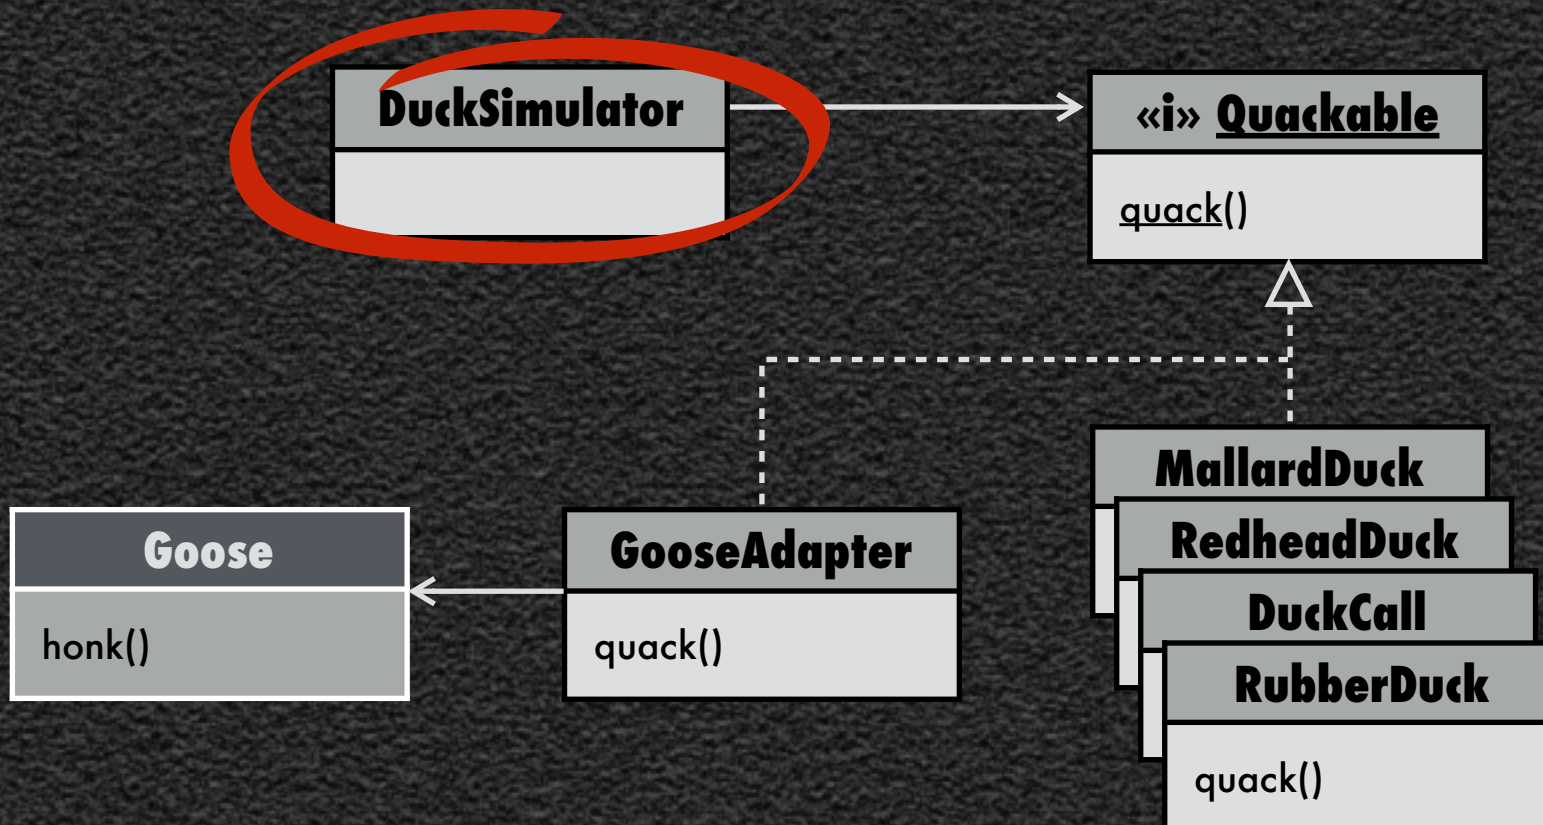 DuckSimulator
«i» Quackable
quack()
MallardDuck
RedheadDuck
DuckCall
RubberDuck
quack()
Goose
honk()
GooseAdapter
quack()